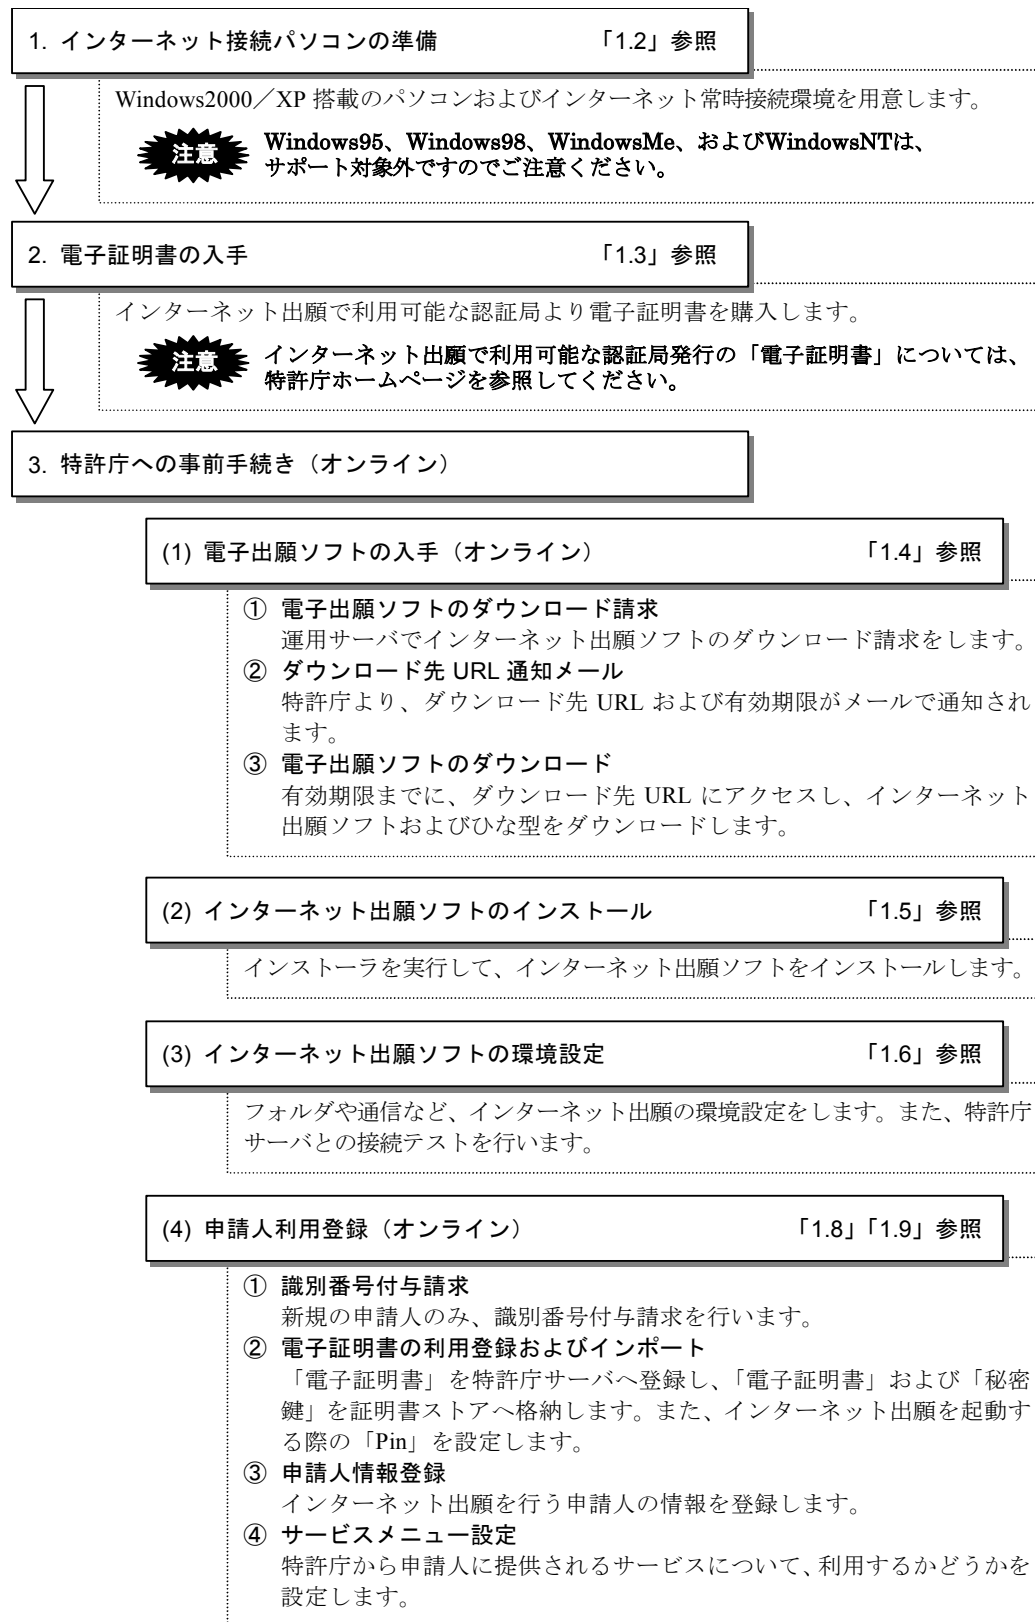 1. インターネット接続パソコンの準備 「1.2」参照
Windows2000／XP 搭載のパソコンおよびインターネット常時接続環境を用意します。
注意 Windows95、Windows98、WindowsMe、およびWindowsNTは、
サポート対象外ですのでご注意ください。
2. 電子証明書の入手 「1.3」参照
インターネット出願で利用可能な認証局より電子証明書を購入します。
注意 インターネット出願で利用可能な認証局発行の「電子証明書」については、
特許庁ホームページを参照してください。
3. 特許庁への事前手続き（オンライン）
(1) 電子出願ソフトの入手（オンライン） 「1.4」参照
① 電子出願ソフトのダウンロード請求
運用サーバでインターネット出願ソフトのダウンロード請求をします。
② ダウンロード先 URL 通知メール
特許庁より、ダウンロード先 URL および有効期限がメールで通知され
ます。
③ 電子出願ソフトのダウンロード
有効期限までに、ダウンロード先 URL にアクセスし、インターネット
出願ソフトおよびひな型をダウンロードします。
(2) インターネット出願ソフトのインストール 「1.5」参照
インストーラを実行して、インターネット出願ソフトをインストールします。
(3) インターネット出願ソフトの環境設定 「1.6」参照
フォルダや通信など、インターネット出願の環境設定をします。また、特許庁
サーバとの接続テストを行います。
(4) 申請人利用登録（オンライン） 「1.8」「1.9」参照
① 識別番号付与請求
新規の申請人のみ、識別番号付与請求を行います。
② 電子証明書の利用登録およびインポート
「電子証明書」を特許庁サーバへ登録し、「電子証明書」および「秘密
鍵」を証明書ストアへ格納します。また、インターネット出願を起動す
る際の「Pin」を設定します。
③ 申請人情報登録
インターネット出願を行う申請人の情報を登録します。
④ サービスメニュー設定
特許庁から申請人に提供されるサービスについて、利用するかどうかを
設定します。